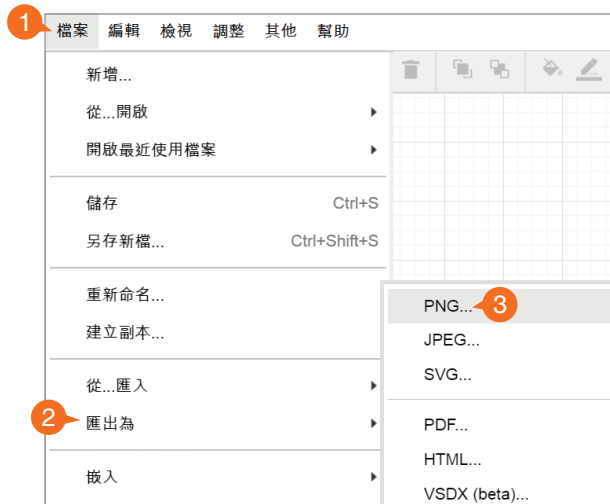 1
檔案 編輯 檢視 調整 其他 幫助
新增...
從...開啟
開啟最近使用檔案
儲存 Ctrl+S
另存新檔... Ctrl+Shift+S
重新命名...
建立副本...
從...匯入
2 匯出為
嵌入
PNG... 3
JPEG...
SVG...
PDF...
HTML...
VSDX (beta)...